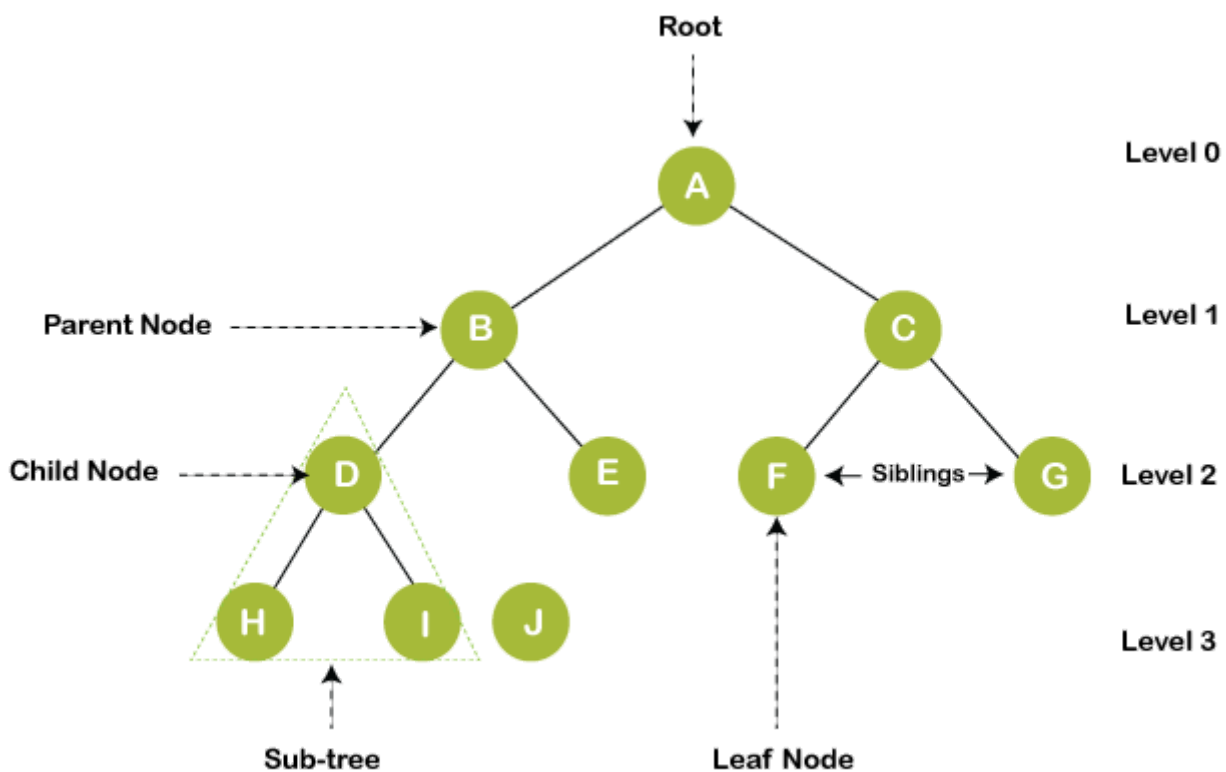 Root
Level 0
A
Level 1
Parent Node
B
C
Child Node
D
E
F
Siblings
G
Level 2
H
I
J
Level 3
Sub-tree
Leaf Node